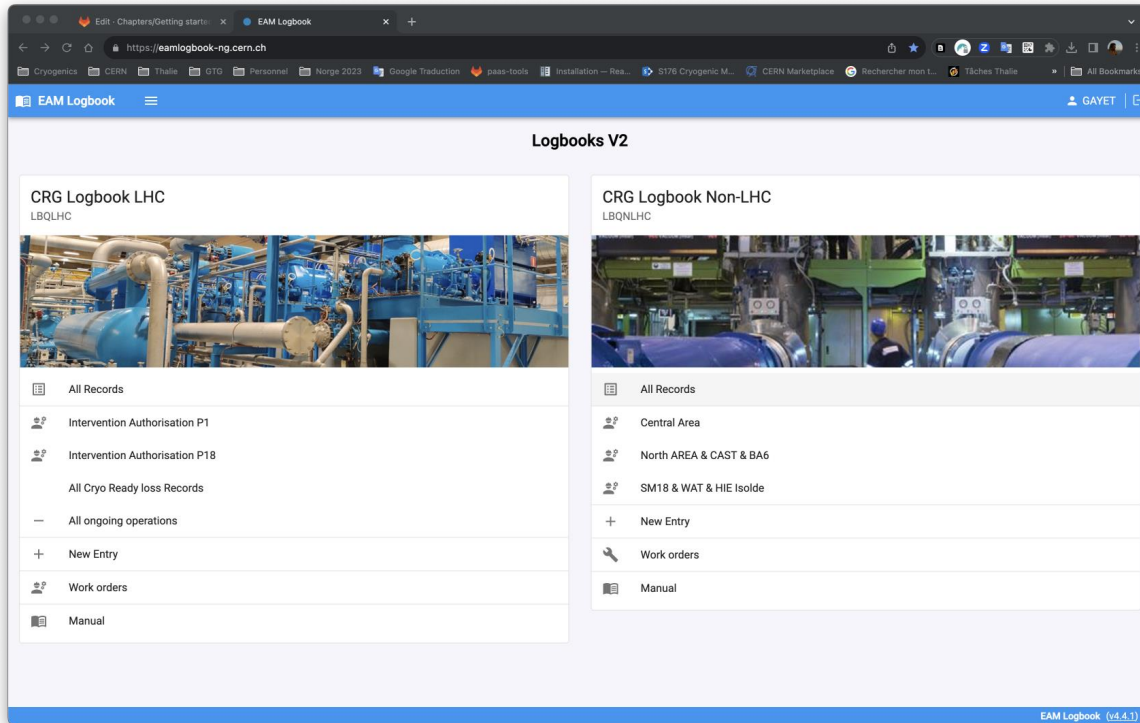 Edit · Chapters/Getting starte
EAM Logbook
https://eamlogbook-ng.cern.ch
Cryogenics CERN Thalie GTG Personnel Norge 2023 Google Traduction paas-tools Installation — Rea... S176 Cryogenic M... CERN Marketplace Rechercher mon t... Tâches Thalie » All Bookmarks
EAM Logbook GAYET
Logbooks V2
CRG Logbook LHC
LBQLHC
All Records
Intervention Authorisation P1
Intervention Authorisation P18
All Cryo Ready loss Records
All ongoing operations
New Entry
Work orders
Manual
CRG Logbook Non-LHC
LBQNLHC
All Records
Central Area
North AREA & CAST & BA6
SM18 & WAT & HIE Isolde
New Entry
Work orders
Manual
EAM Logbook (v4.4.1)